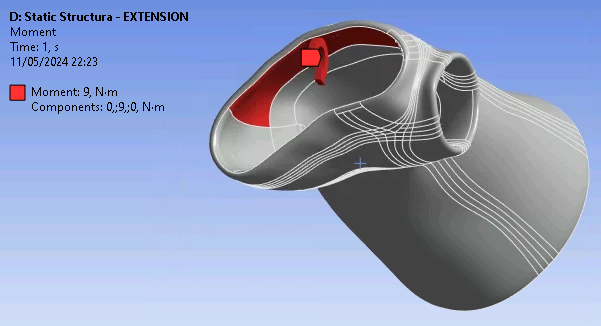 D: Static Structura - EXTENSION
Moment
Time: 1, s
11/05/2024 22:23
Moment: 9, N·m
Components: 0,;9,;0, N·m